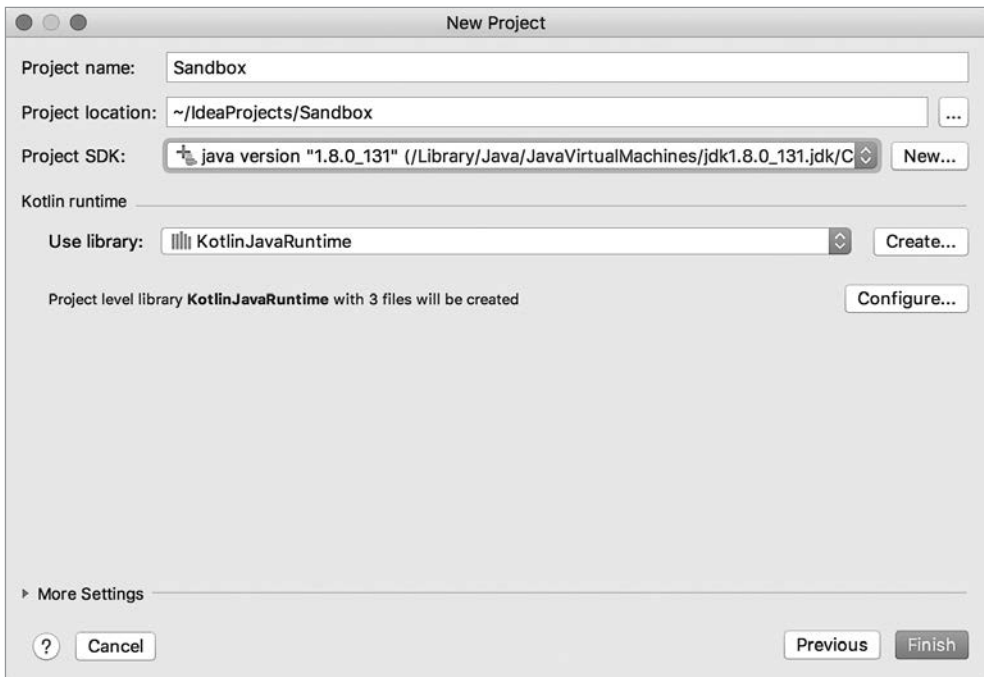 New Project
Project name: Sandbox
Project location: ~/IdeaProjects/Sandbox ...
Project SDK: java version "1.8.0_131" (/Library/Java/JavaVirtualMachines/jdk1.8.0_131.jdk/C New...
Kotlin runtime
Use library: KotlinJavaRuntime Create...
Project level library KotlinJavaRuntime with 3 files will be created Configure...
More Settings
? Cancel Previous Finish